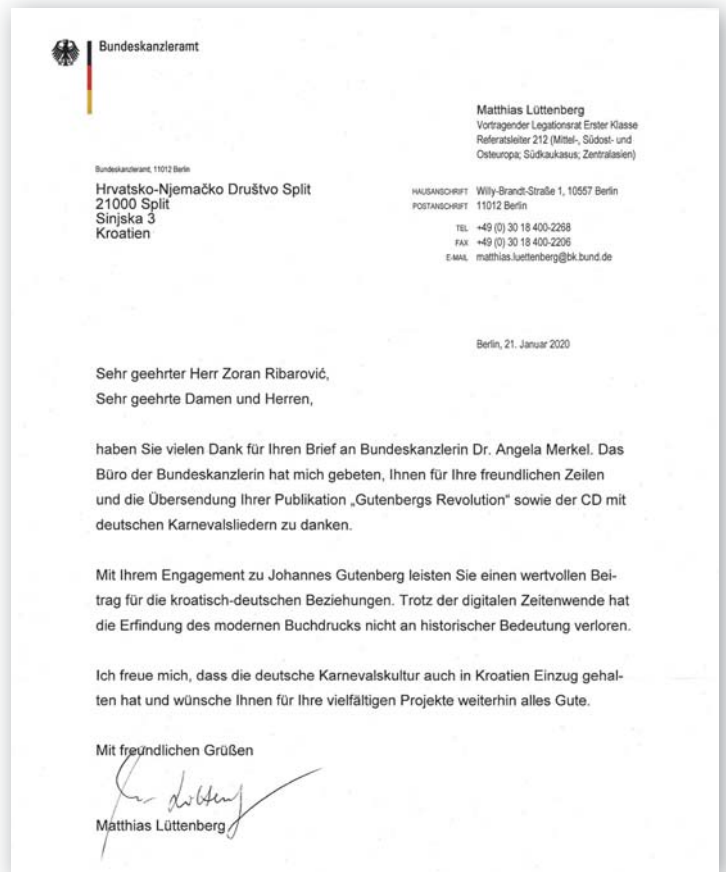 Bundeskanzleramt
Matthias Lüttenberg
Vortragender Legationsrat Erster Klasse
Referatsleiter 212 (Mittel-, Südost- und
Osteuropa; Südkaukasus; Zentralasien)
Bundeskanzleramt, 11012 Berlin
Hrvatsko-Njemačko Društvo Split
21000 Split
Sinjska 3
Kroatien
HAUSANSCHRIFT Willy-Brandt-Straße 1, 10557 Berlin
POSTANSCHRIFT 11012 Berlin
TEL +49 (0) 30 18 400-2268
FAX +49 (0) 30 18 400-2206
E-MAIL matthias.luettenberg@bk.bund.de
Berlin, 21. Januar 2020
Sehr geehrter Herr Zoran Ribarović,
Sehr geehrte Damen und Herren,
haben Sie vielen Dank für Ihren Brief an Bundeskanzlerin Dr. Angela Merkel. Das
Büro der Bundeskanzlerin hat mich gebeten, Ihnen für Ihre freundlichen Zeilen
und die Übersendung Ihrer Publikation „Gutenbergs Revolution“ sowie der CD mit
deutschen Karnevalsliedern zu danken.
Mit Ihrem Engagement zu Johannes Gutenberg leisten Sie einen wertvollen Bei-
trag für die kroatisch-deutschen Beziehungen. Trotz der digitalen Zeitenwende hat
die Erfindung des modernen Buchdrucks nicht an historischer Bedeutung verloren.
Ich freue mich, dass die deutsche Karnevalskultur auch in Kroatien Einzug gehal-
ten hat und wünsche Ihnen für Ihre vielfältigen Projekte weiterhin alles Gute.
Mit freundlichen Grüßen
Matthias Lüttenberg